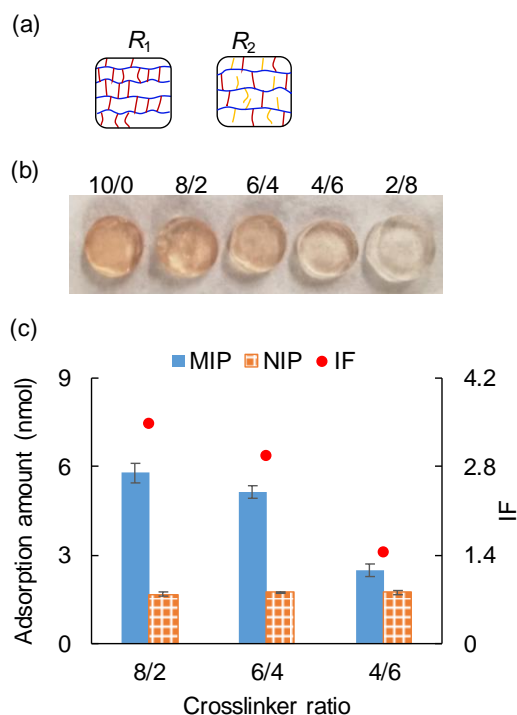 (a)
R1 R2
(b)
10/0 8/2 6/4 4/6 2/8
(c)
MIP NIP IF
9 4.2
6 2.8
3 1.4
0 0
Adsorption amount (nmol)
IF
8/2 6/4 4/6
Crosslinker ratio